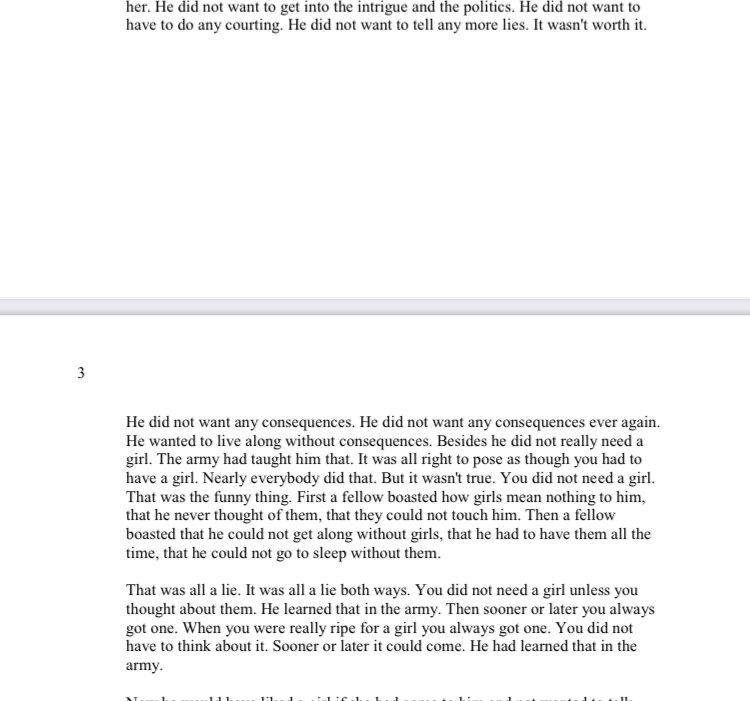 her. He did not want to get into the intrigue and the politics. He did not want to
have to do any courting. He did not want to tell any more lies. It wasn't worth it.
3
He did not want any consequences. He did not want any consequences ever again.
He wanted to live along without consequences. Besides he did not really need a
girl. The army had taught him that. It was all right to pose as though you had to
have a girl. Nearly everybody did that. But it wasn't true. You did not need a girl.
That was the funny thing. First a fellow boasted how girls mean nothing to him,
that he never thought of them, that they could not touch him. Then a fellow
boasted that he could not get along without girls, that he had to have them all the
time, that he could not go to sleep without them.
That was all a lie. It was all a lie both ways. You did not need a girl unless you
thought about them. He learned that in the army. Then sooner or later you always
got one. When you were really ripe for a girl you always got one. You did not
have to think about it. Sooner or later it could come. He had learned that in the
army.